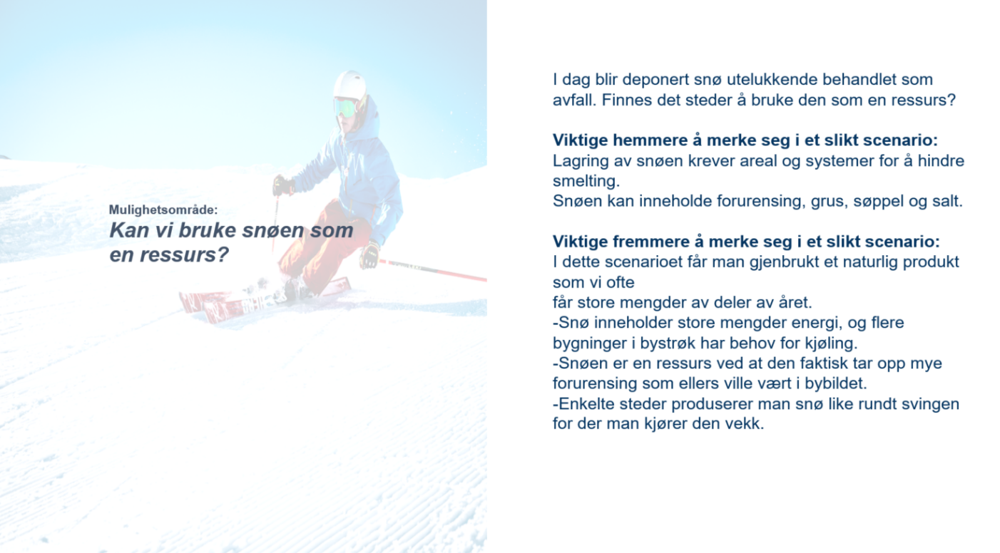 Mulighetsområde:
Kan vi bruke snøen som
en ressurs?
I dag blir deponert snø utelukkende behandlet som
avfall. Finnes det steder å bruke den som en ressurs?
Viktige hemmere å merke seg i et slikt scenario:
Lagring av snøen krever areal og systemer for å hindre
smelting.
Snøen kan inneholde forurensing, grus, søppel og salt.
Viktige fremmere å merke seg i et slikt scenario:
I dette scenarioet får man gjenbrukt et naturlig produkt
som vi ofte
får store mengder av deler av året.
-Snø inneholder store mengder energi, og flere
bygninger i bystrøk har behov for kjøling.
-Snøen er en ressurs ved at den faktisk tar opp mye
forurensing som ellers ville vært i bybildet.
-Enkelte steder produserer man snø like rundt svingen
for der man kjører den vekk.